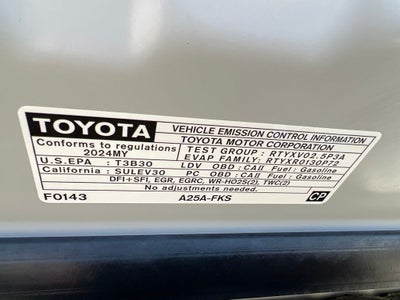 TOYOTA VEHICLE EMISSION CONTROL INFORMATION
Conforms to regulations TOYOTA MOTOR CORPORATION
2024MY TEST GROUP : RTYXV02.5P3A
EVAP FAMILY: RTYXR0130P72
U.S.EPA : T3B30 LDV OBD : CAII Fuel : Gasoline
California : SULEV30 PC OBD : CAII Fuel : Gasoline
DFI+SFI, EGR, EGRC, WR-HO2S(2), TWC(2)
No adjustments needed.
F0143 A25A-FKS CP